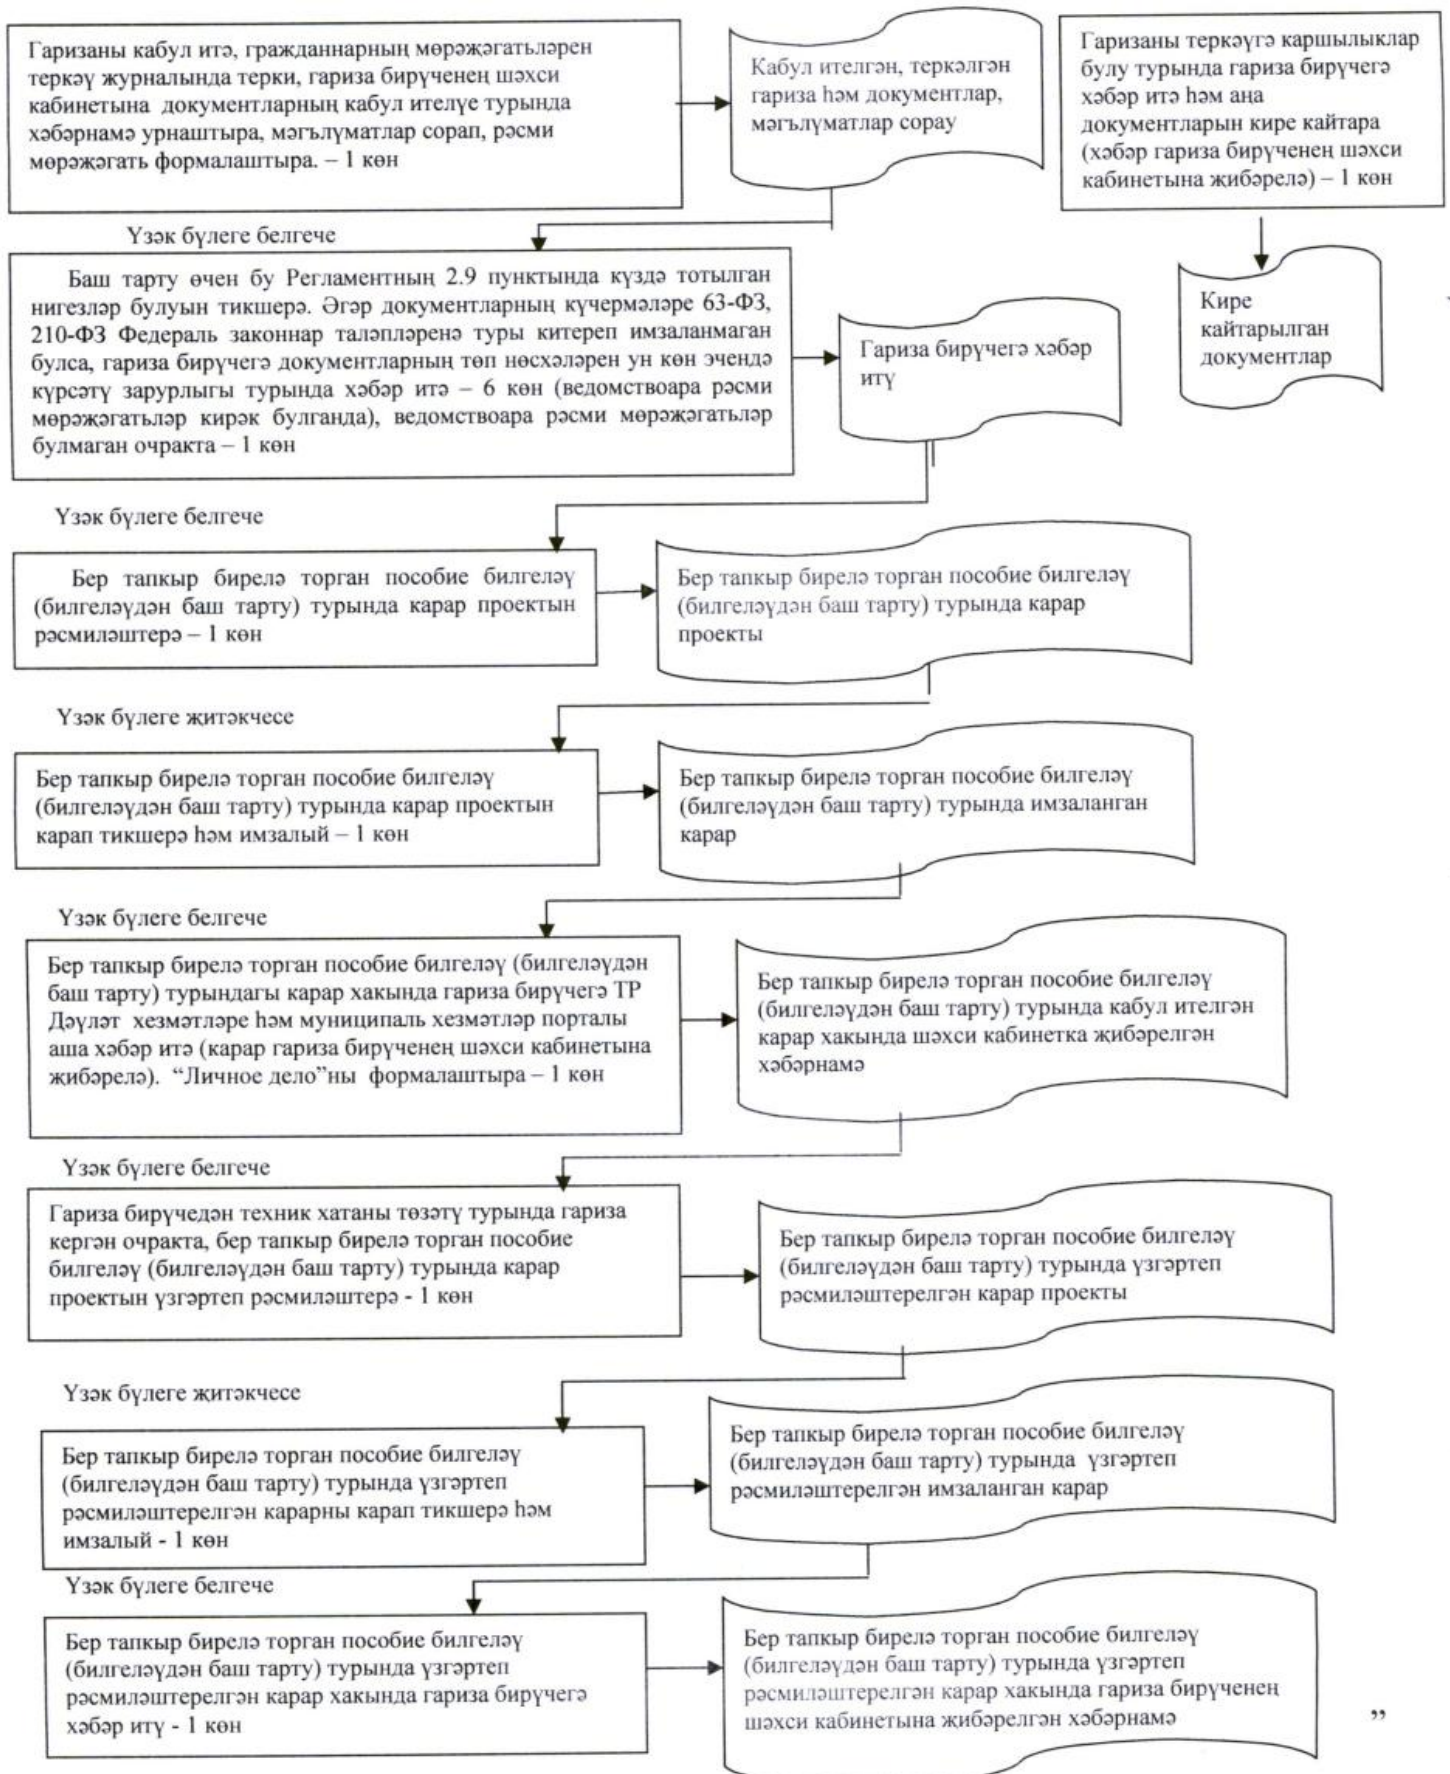 Гаризаны кабул итә, гражданнарның мөрәҗәгатьләрен
теркәү журналында терки, гариза бирүченең шәхси
кабинетына документларның кабул ителүе турында
хәбәрнамә урнаштыра, мәгълүматлар сорап, рәсми
мөрәҗәгать формалаштыра. – 1 көн
Кабул ителгән, теркәлгән
гариза һәм документлар,
мәгълүматлар сорау
Гаризаны теркәүгә каршылыклар
булу турында гариза бирүчегә
хәбәр итә һәм аңа
документларын кире кайтара
(хәбәр гариза бирүченең шәхси
кабинетына җибәрелә) – 1 көн
Үзәк бүлеге белгече
Баш тарту өчен бу Регламентның 2.9 пунктында күздә тотылган
нигезләр булуын тикшерә. Әгәр документларның күчермәләре 63-ФЗ,
210-ФЗ Федераль законнар таләпләренә туры китереп имзаланмаган
булса, гариза бирүчегә документларның төп нөсхәләрен ун көн эчендә
күрсәтү зарурлыгы турында хәбәр итә – 6 көн (ведомствоара рәсми
мөрәҗәгатьләр кирәк булганда), ведомствоара рәсми мөрәҗәгатьләр
булмаган очракта – 1 көн
Гариза бирүчегә хәбәр
итү
Кире
кайтарылган
документлар
Үзәк бүлеге белгече
Бер тапкыр бирелә торган пособие билгеләү
(билгеләүдән баш тарту) турында карар проектын
рәсмиләштерә – 1 көн
Бер тапкыр бирелә торган пособие билгеләү
(билгеләүдән баш тарту) турында карар
проекты
Үзәк бүлеге җитәкчесе
Бер тапкыр бирелә торган пособие билгеләү
(билгеләүдән баш тарту) турында карар проектын
карап тикшерә һәм имзалый – 1 көн
Бер тапкыр бирелә торган пособие билгеләү
(билгеләүдән баш тарту) турында имзаланган
карар
Үзәк бүлеге белгече
Бер тапкыр бирелә торган пособие билгеләү (билгеләүдән
баш тарту) турындагы карар хакында гариза бирүчегә ТР
Дәүләт хезмәтләре һәм муниципаль хезмәтләр порталы
аша хәбәр итә (карар гариза бирүченең шәхси кабинетына
җибәрелә). “Личное дело”ны формалаштыра – 1 көн
Бер тапкыр бирелә торган пособие билгеләү
(билгеләүдән баш тарту) турында кабул ителгән
карар хакында шәхси кабинетка җибәрелгән
хәбәрнамә
Үзәк бүлеге белгече
Гариза бирүчедән техник хатаны төзәтү турында гариза
кергән очракта, бер тапкыр бирелә торган пособие
билгеләү (билгеләүдән баш тарту) турында карар
проектын үзгәртеп рәсмиләштерә - 1 көн
Бер тапкыр бирелә торган пособие билгеләү
(билгеләүдән баш тарту) турында үзгәртеп
рәсмиләштерелгән карар проекты
Үзәк бүлеге җитәкчесе
Бер тапкыр бирелә торган пособие билгеләү
(билгеләүдән баш тарту) турында үзгәртеп
рәсмиләштерелгән карарны карап тикшерә һәм
имзалый - 1 көн
Бер тапкыр бирелә торган пособие билгеләү
(билгеләүдән баш тарту) турында үзгәртеп
рәсмиләштерелгән имзаланган карар
Үзәк бүлеге белгече
Бер тапкыр бирелә торган пособие билгеләү
(билгеләүдән баш тарту) турында үзгәртеп
рәсмиләштерелгән карар хакында гариза бирүчегә
хәбәр итү - 1 көн
Бер тапкыр бирелә торган пособие билгеләү
(билгеләүдән баш тарту) турында үзгәртеп
рәсмиләштерелгән карар хакында гариза бирүченең
шәхси кабинетына җибәрелгән хәбәрнамә
”